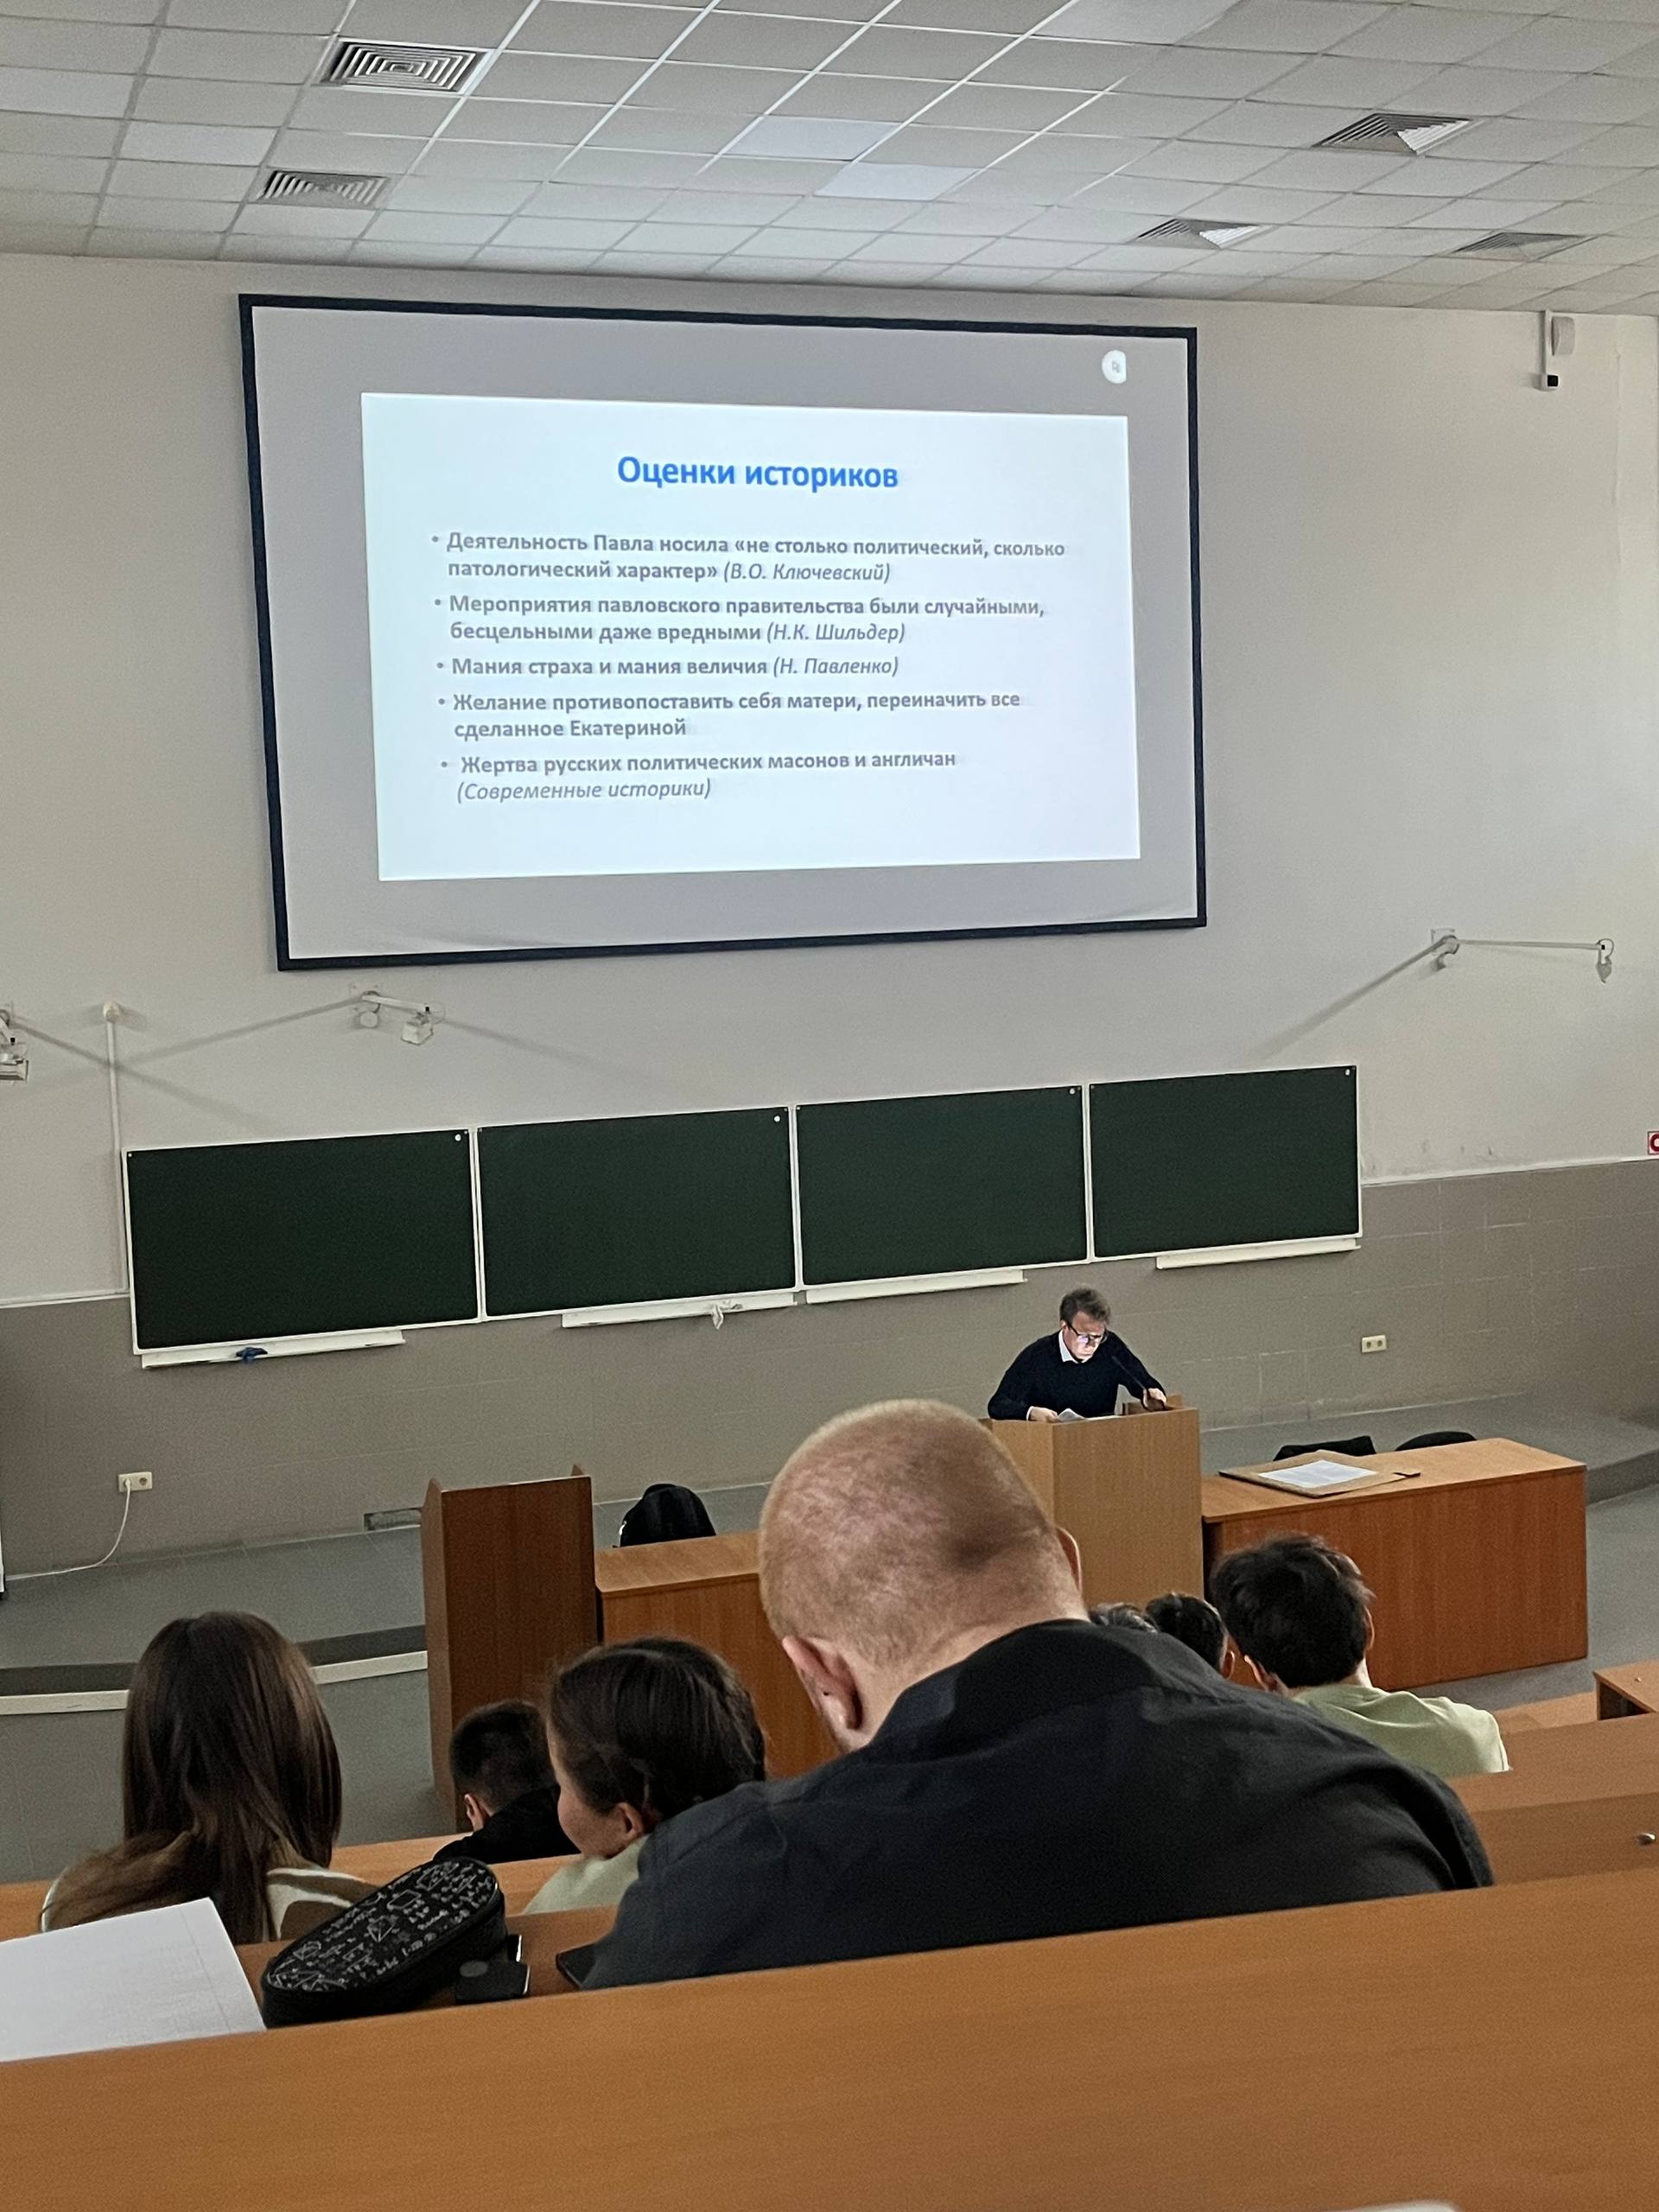 Оценки историков
• Деятельность Павла носила «не столько политический, сколько
патологический характер» (В.О. Ключевский)
• Мероприятия павловского правительства были случайными,
бесцельными даже вредными (Н.К. Шильдер)
• Мания страха и мания величия (Н. Павленко)
• Желание противопоставить себя матери, переиначить все
сделанное Екатериной
• Жертва русских политических масонов и англичан
(Современные историки)